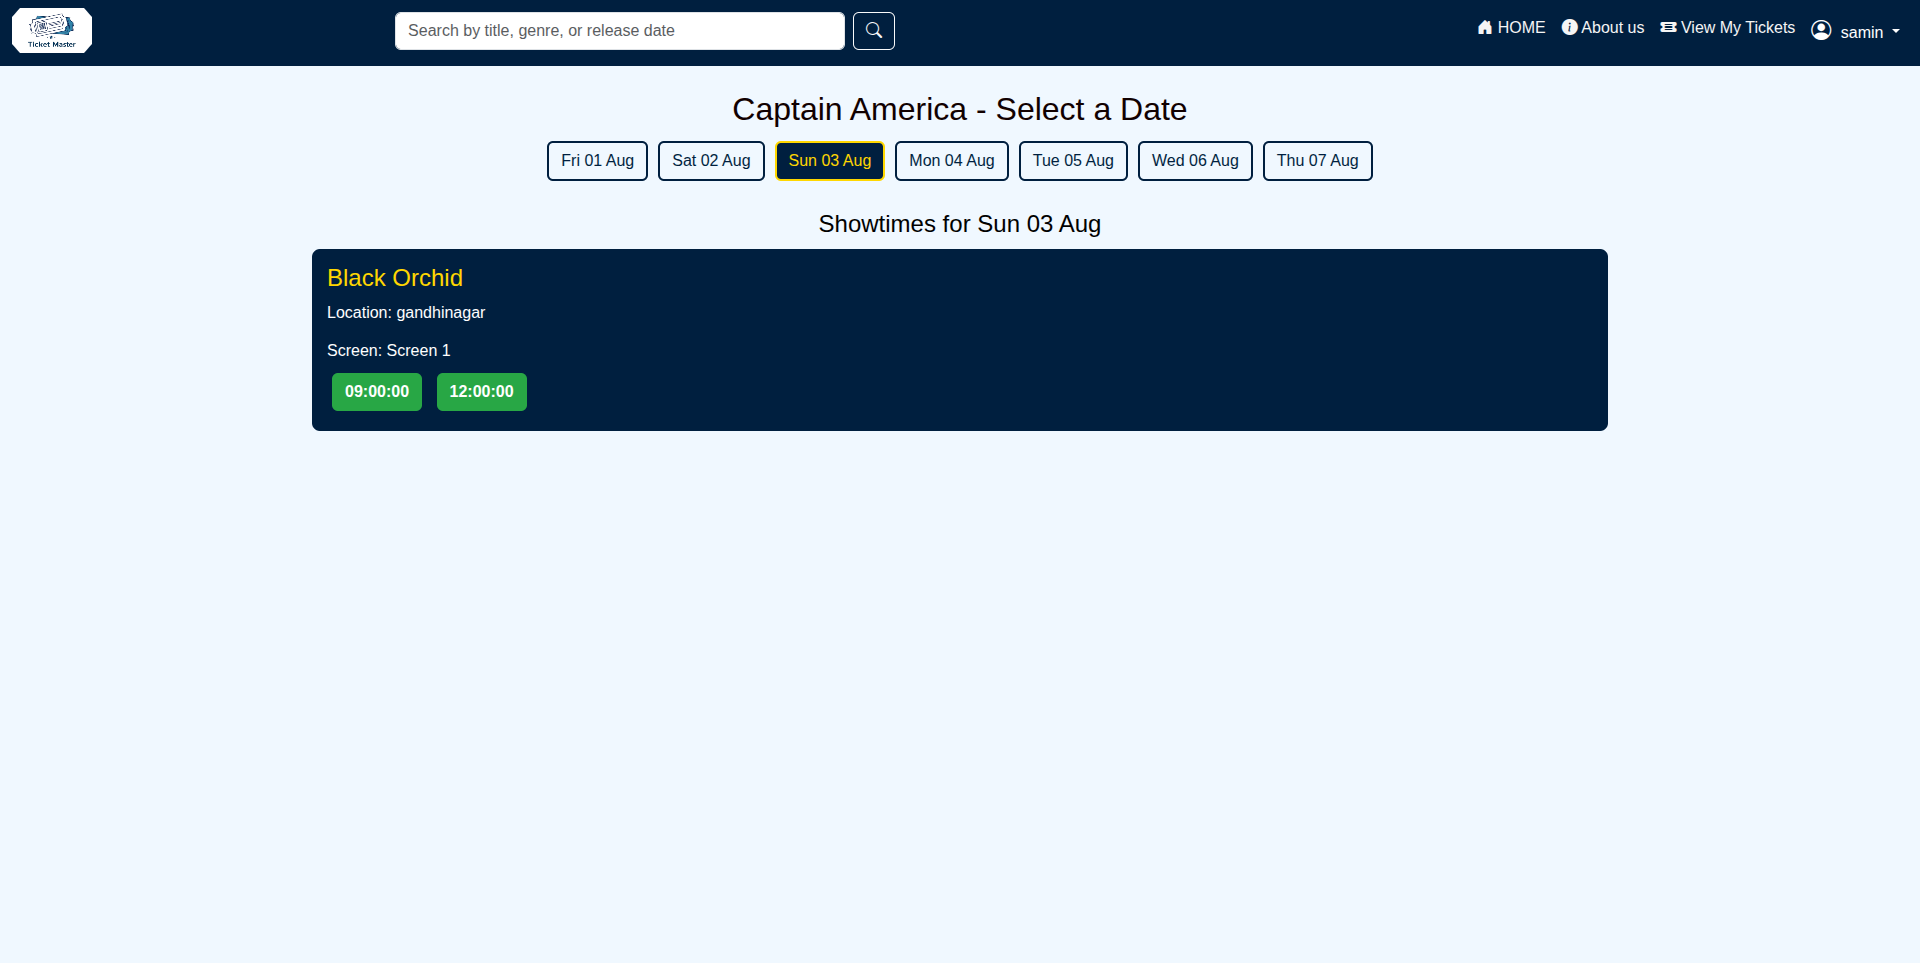 Ticket Master
Search by title, genre, or release date
HOME
About us
View My Tickets
samin
Captain America - Select a Date
Fri 01 Aug
Sat 02 Aug
Sun 03 Aug
Mon 04 Aug
Tue 05 Aug
Wed 06 Aug
Thu 07 Aug
Showtimes for Sun 03 Aug
Black Orchid
Location: gandhinagar
Screen: Screen 1
09:00:00
12:00:00